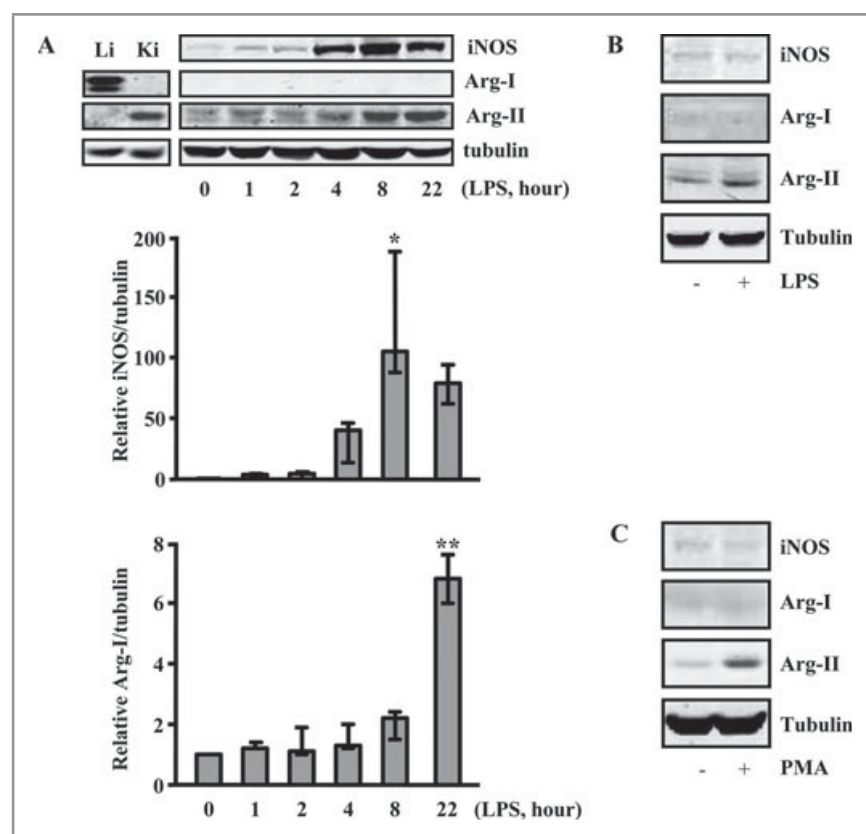 A
Li Ki
iNOS
Arg-I
Arg-II
tubulin
0 1 2 4 8 22 (LPS, hour)
Relative iNOS/tubulin
200
150
100
50
0
*
Relative Arg-I/tubulin
8
6
4
2
0
**
0 1 2 4 8 22 (LPS, hour)
B
iNOS
Arg-I
Arg-II
Tubulin
- + LPS
C
iNOS
Arg-I
Arg-II
Tubulin
- + PMA